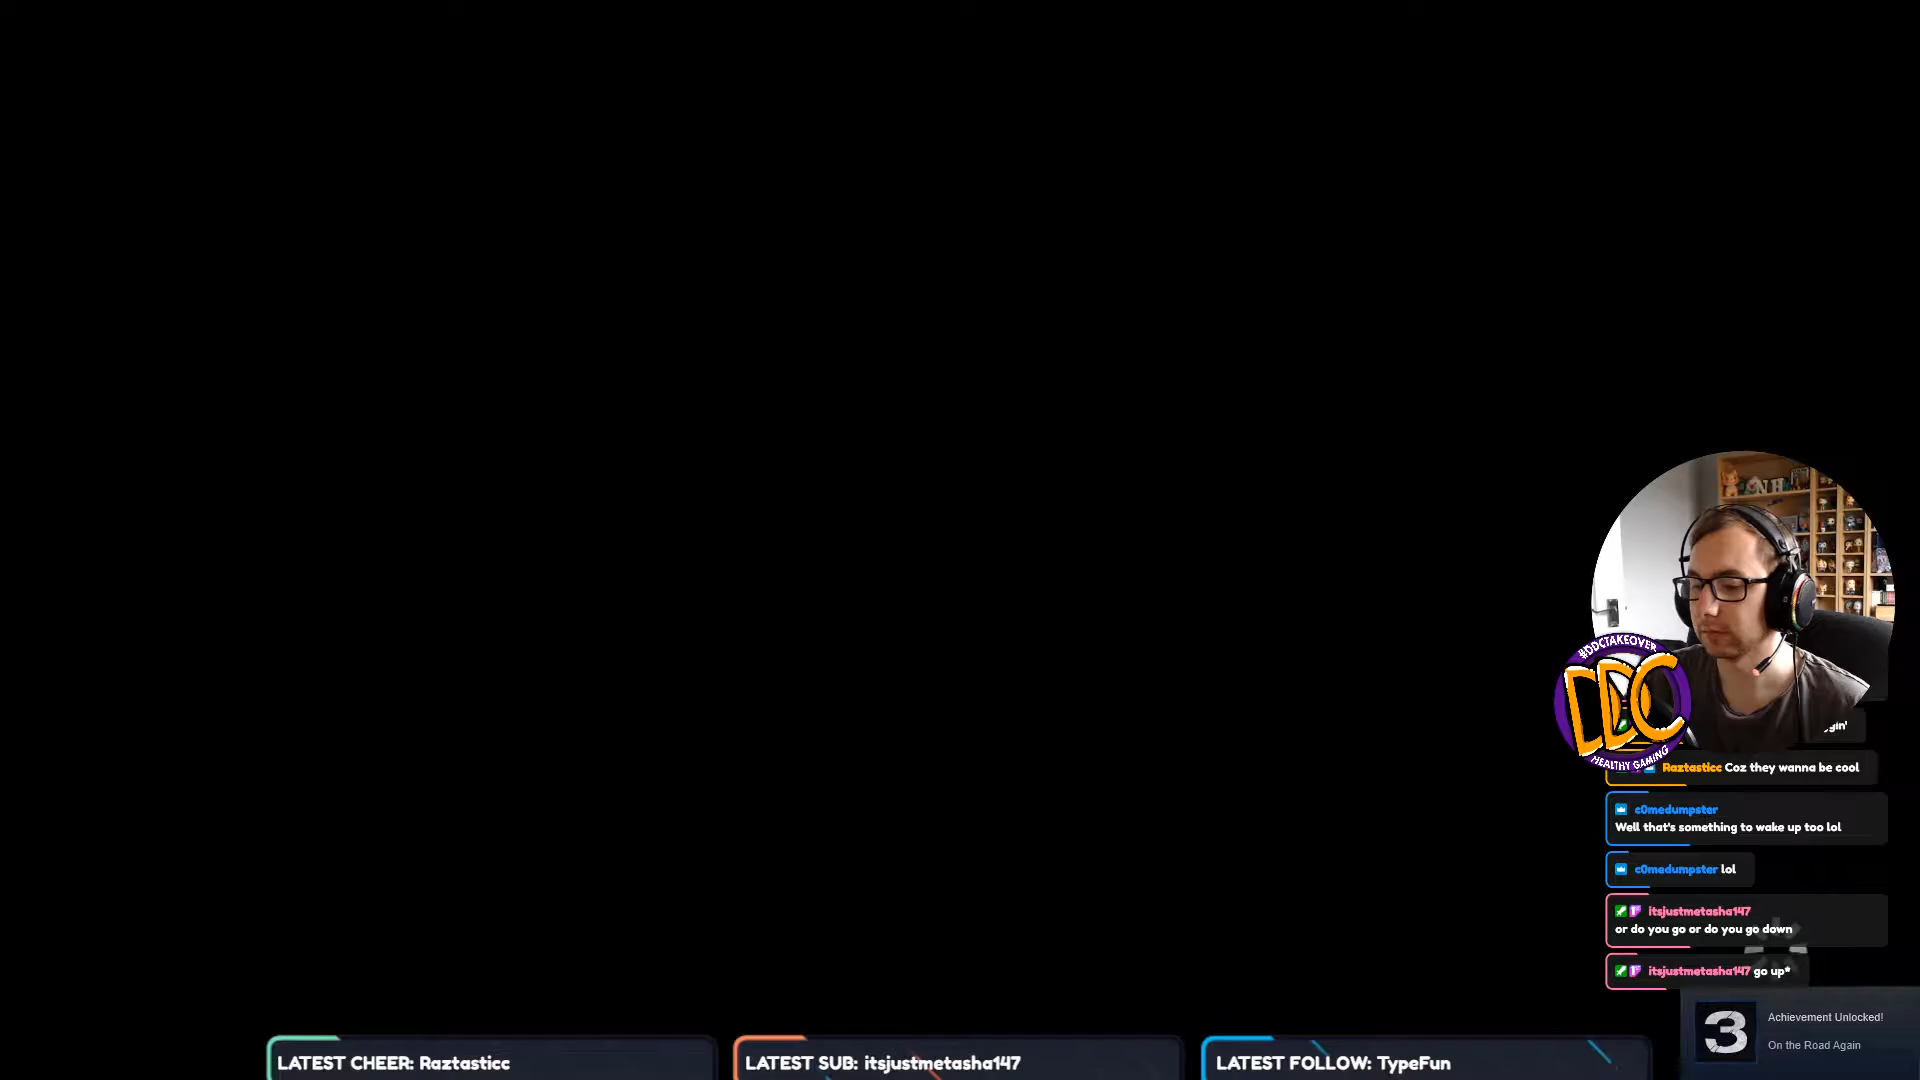 NH
#DDCTAKEOVER
DDC
HEALTHY GAMING
Raztasticc Coz they wanna be cool
c0medumpster
Well that's something to wake up too lol
c0medumpster lol
itsjustmetasha147
or do you go or do you go down
itsjustmetasha147 go up*
3
Achievement Unlocked!
On the Road Again
LATEST CHEER: Raztasticc
LATEST SUB: itsjustmetasha147
LATEST FOLLOW: TypeFun